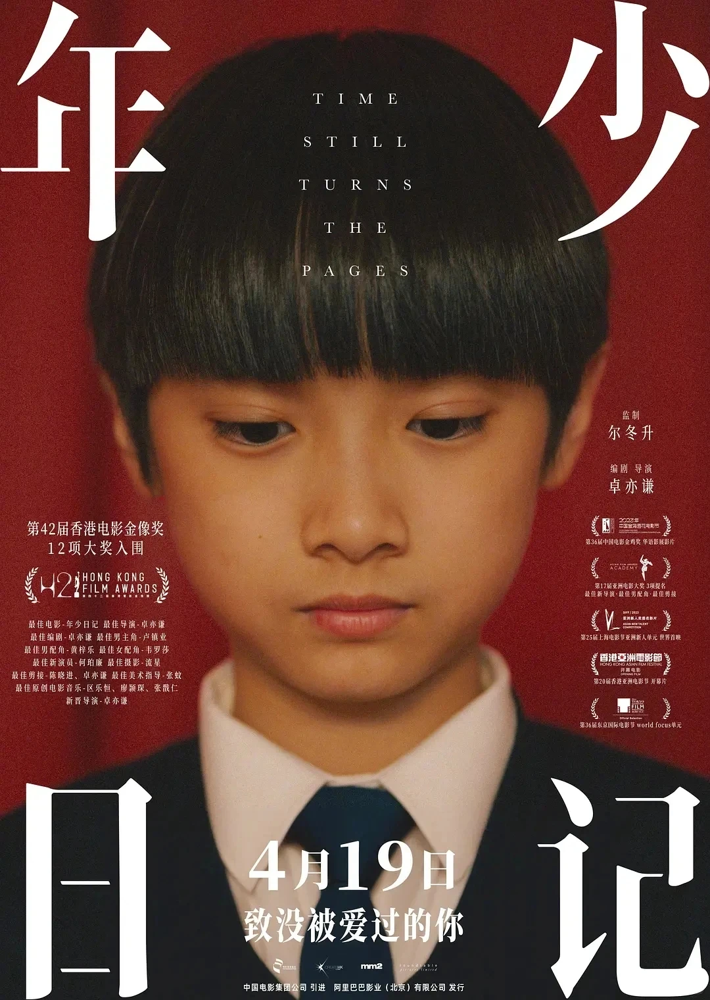 年少
TIME
STILL
TURNS
THE
PAGES
监制
尔冬升
编剧 导演
卓亦谦
第42届香港电影金像奖
12项大奖入围
HONG KONG
FILM AWARDS
第四十二届香港電影金像獎
最佳电影-年少日记 最佳导演-卓亦谦
最佳编剧-卓亦谦 最佳男主角-卢镇业
最佳男配角-黄梓乐 最佳女配角-韦罗莎
最佳新演员-何珀廉 最佳摄影-流星
最佳剪接-陈晓进、卓亦谦 最佳美术指导-张蚊
最佳原创电影音乐-区乐恒、廖颖琛、张戬仁
新晋导演-卓亦谦
2023年
中国金鸡百花电影节
第36届中国电影金鸡奖 华语影展影片
ASIAN FILM AWARDS
ACADEMY
第17届亚洲电影大奖 3项提名
最佳新导演·最佳男配角·最佳剪接
SIFF / 2023
亚洲新人奖提名影片
ASIAN NEW TALENT
COMPETITION
第25届上海电影节亚洲新人单元 世界首映
香港亞洲電影節
HONG KONG ASIAN FILM FESTIVAL
开幕电影
OPENING FILM
第20届香港亚洲电影节 开幕片
TOKYO
FILM
Official Selection
第36届东京国际电影节 world focus单元
日记
4月19日
致没被爱过的你
CREATEHK
mm2
roundtable
pictures limited
中国电影集团公司 引进 阿里巴巴影业（北京）有限公司 发行